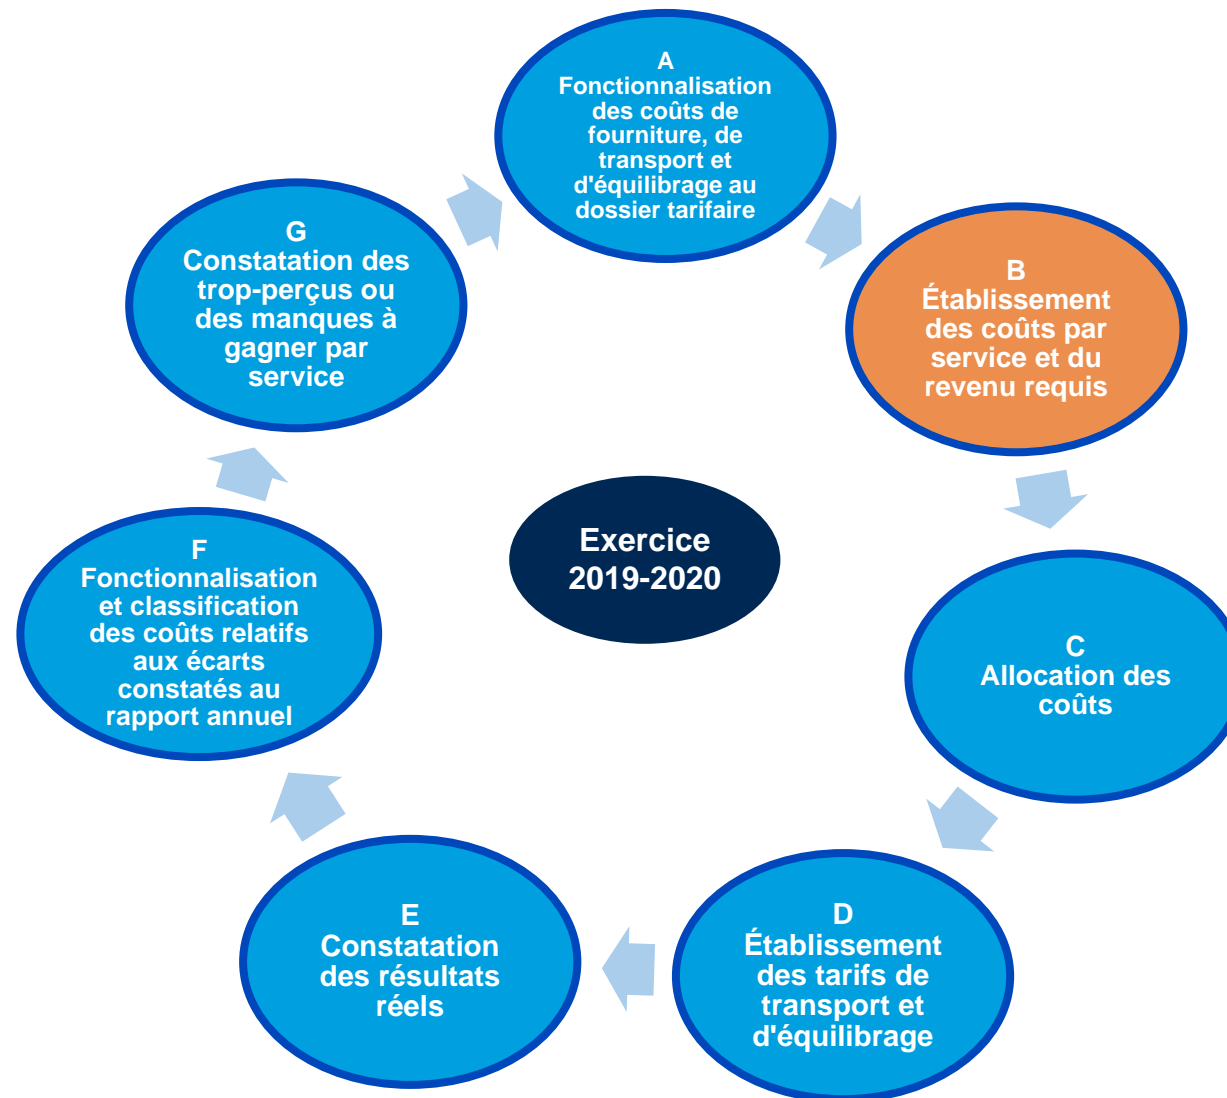 A
Fonctionnalisation
des coûts de
fourniture, de
transport et
d'équilibrage au
dossier tarifaire
B
Établissement
des coûts par
service et du
revenu requis
C
Allocation des
coûts
D
Établissement
des tarifs de
transport et
d'équilibrage
E
Constatation
des résultats
réels
F
Fonctionnalisation
et classification
des coûts relatifs
aux écarts
constatés au
rapport annuel
G
Constatation des
trop-perçus ou
des manques à
gagner par
service
Exercice
2019-2020